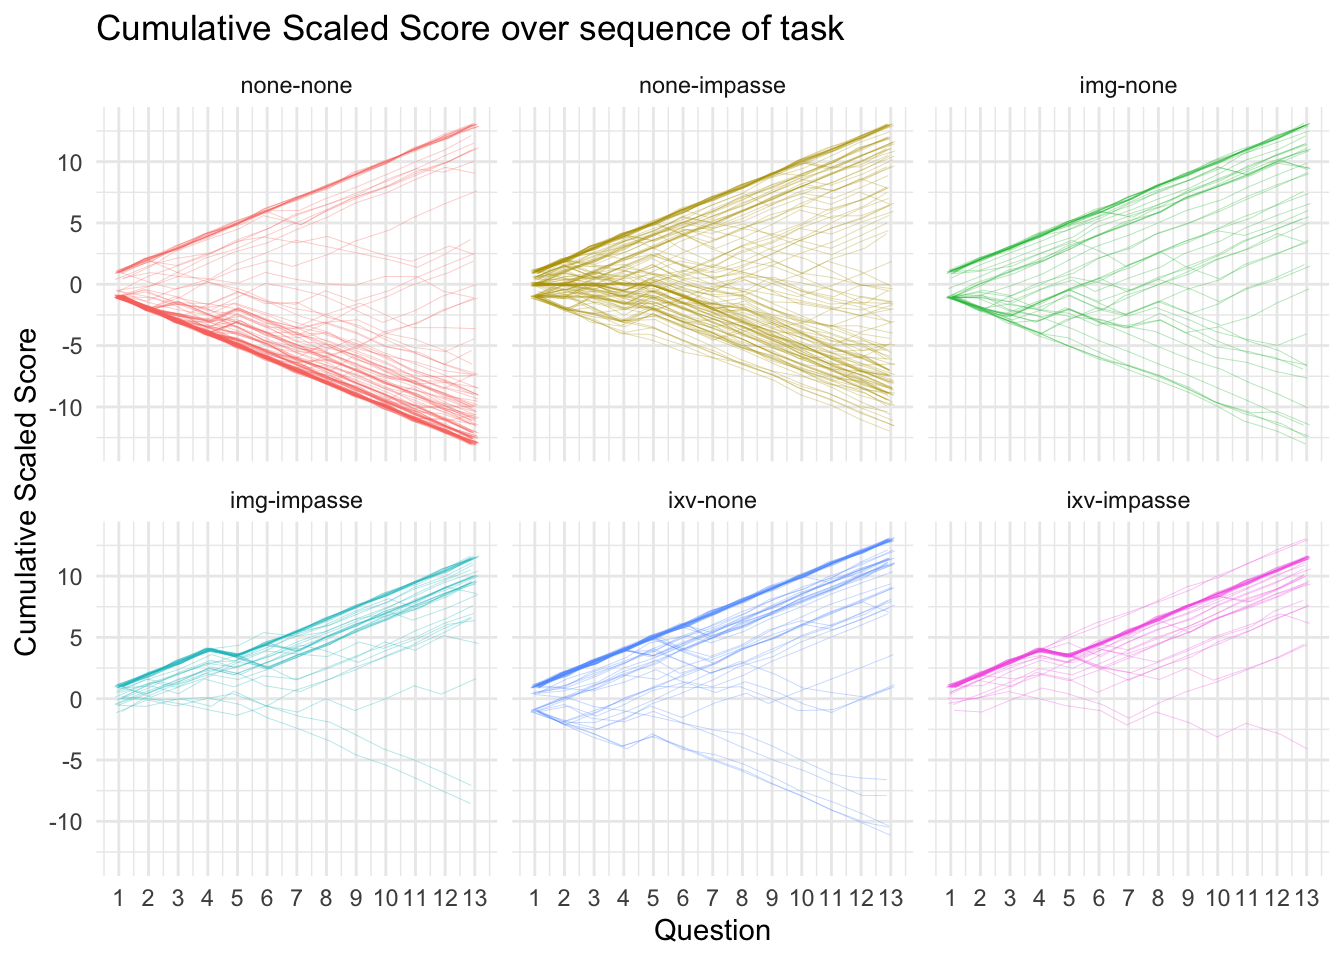 Cumulative Scaled Score over sequence of task
none-none none-impasse img-none
10
5
0
-5
-10
img-impasse ixv-none ixv-impasse
10
5
0
-5
-10
Cumulative Scaled Score
1 2 3 4 5 6 7 8 9 10 11 12 13 1 2 3 4 5 6 7 8 9 10 11 12 13 1 2 3 4 5 6 7 8 9 10 11 12 13
Question